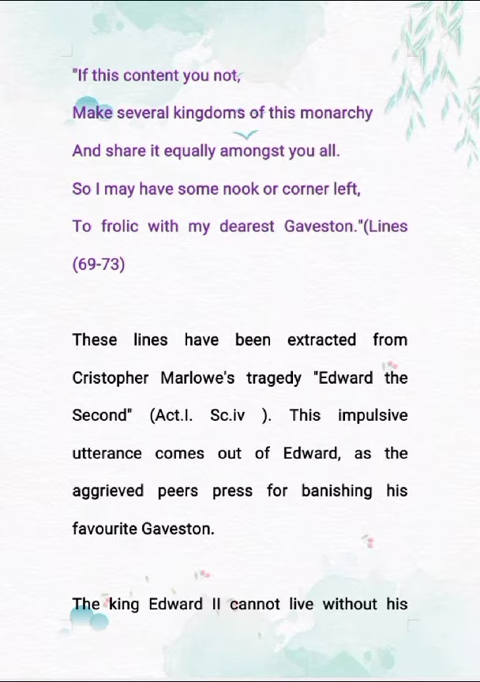 "If this content you not,
Make several kingdoms of this monarchy
And share it equally amongst you all.
So I may have some nook or corner left,
To frolic with my dearest Gaveston."(Lines
(69-73)
These lines have been extracted from
Cristopher Marlowe's tragedy "Edward the
Second" (Act.I. Sc.iv ). This impulsive
utterance comes out of Edward, as the
aggrieved peers press for banishing his
favourite Gaveston.
The king Edward II cannot live without his